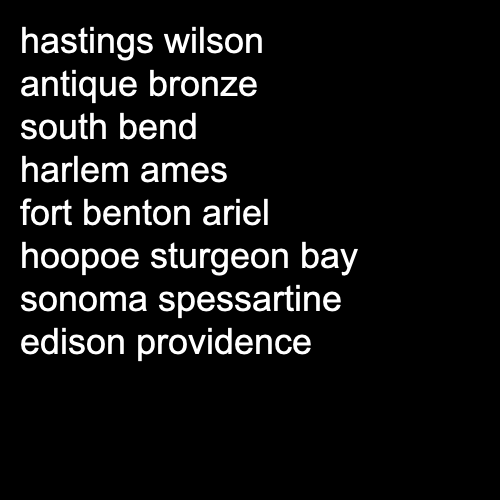 hastings wilson
antique bronze
south bend
harlem ames
fort benton ariel
hoopoe sturgeon bay
sonoma spessartine
edison providence